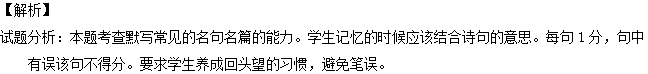 【解析】
试题分析：本题考查默写常见的名句名篇的能力。学生记忆的时候应该结合诗句的意思。每句1分，句中
有误该句不得分。要求学生养成回头望的习惯，避免笔误。